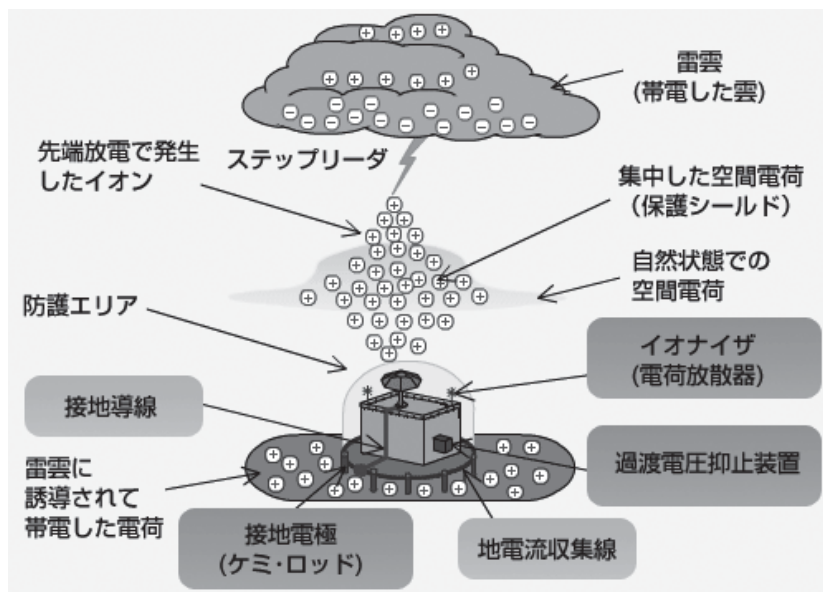 雷雲
(帯電した雲)
先端放電で発生
したイオン
ステップリーダ
集中した空間電荷
（保護シールド）
自然状態での
空間電荷
防護エリア
イオナイザ
(電荷放散器)
接地導線
過渡電圧抑止装置
雷雲に
誘導されて
帯電した電荷
接地電極
(ケミ・ロッド)
地電流収集線